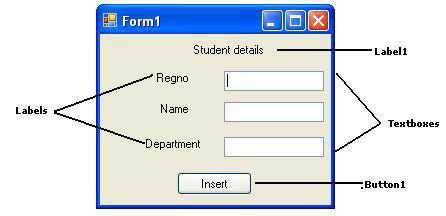 Form1
Student details
Label1
Regno
Labels
Name
Textboxes
Department
Insert
.Button1